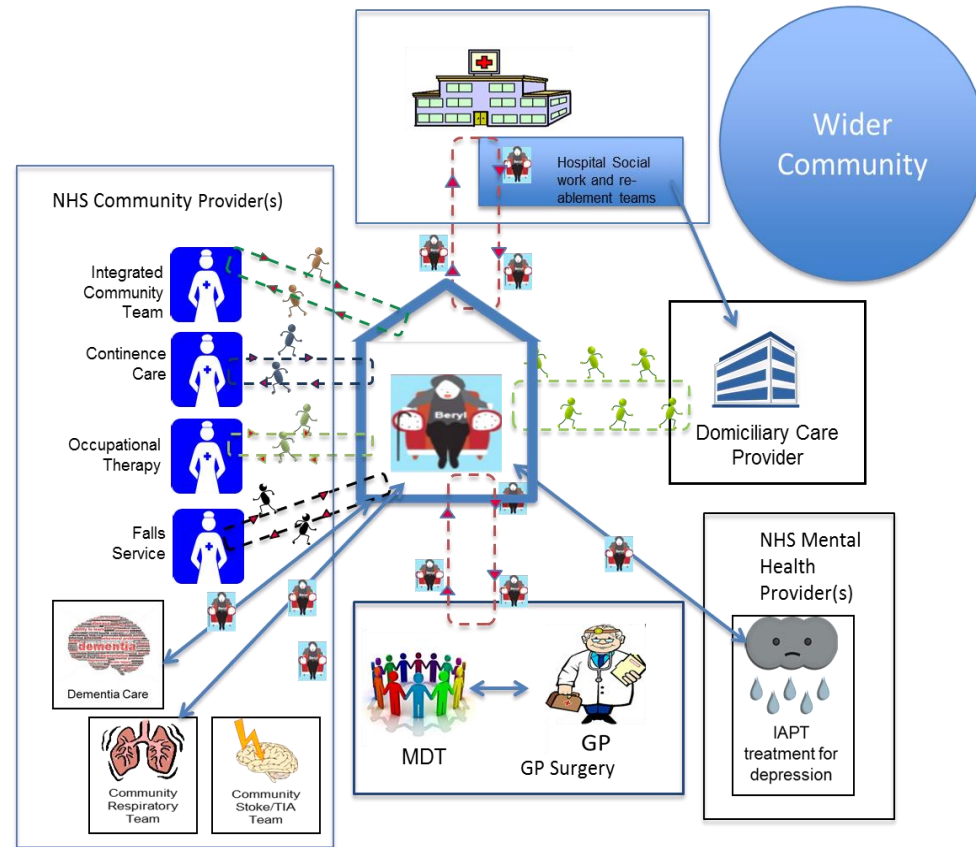 Wider
Community
Hospital Social
work and re-
ablement teams
NHS Community Provider(s)
Integrated
Community
Team
Continence
Care
Occupational
Therapy
Falls
Service
Beryl
Domiciliary Care
Provider
NHS Mental
Health
Provider(s)
IAPT
treatment for
depression
dementia
Dementia Care
Community
Respiratory
Team
Community
Stoke/TIA
Team
MDT
GP
GP Surgery